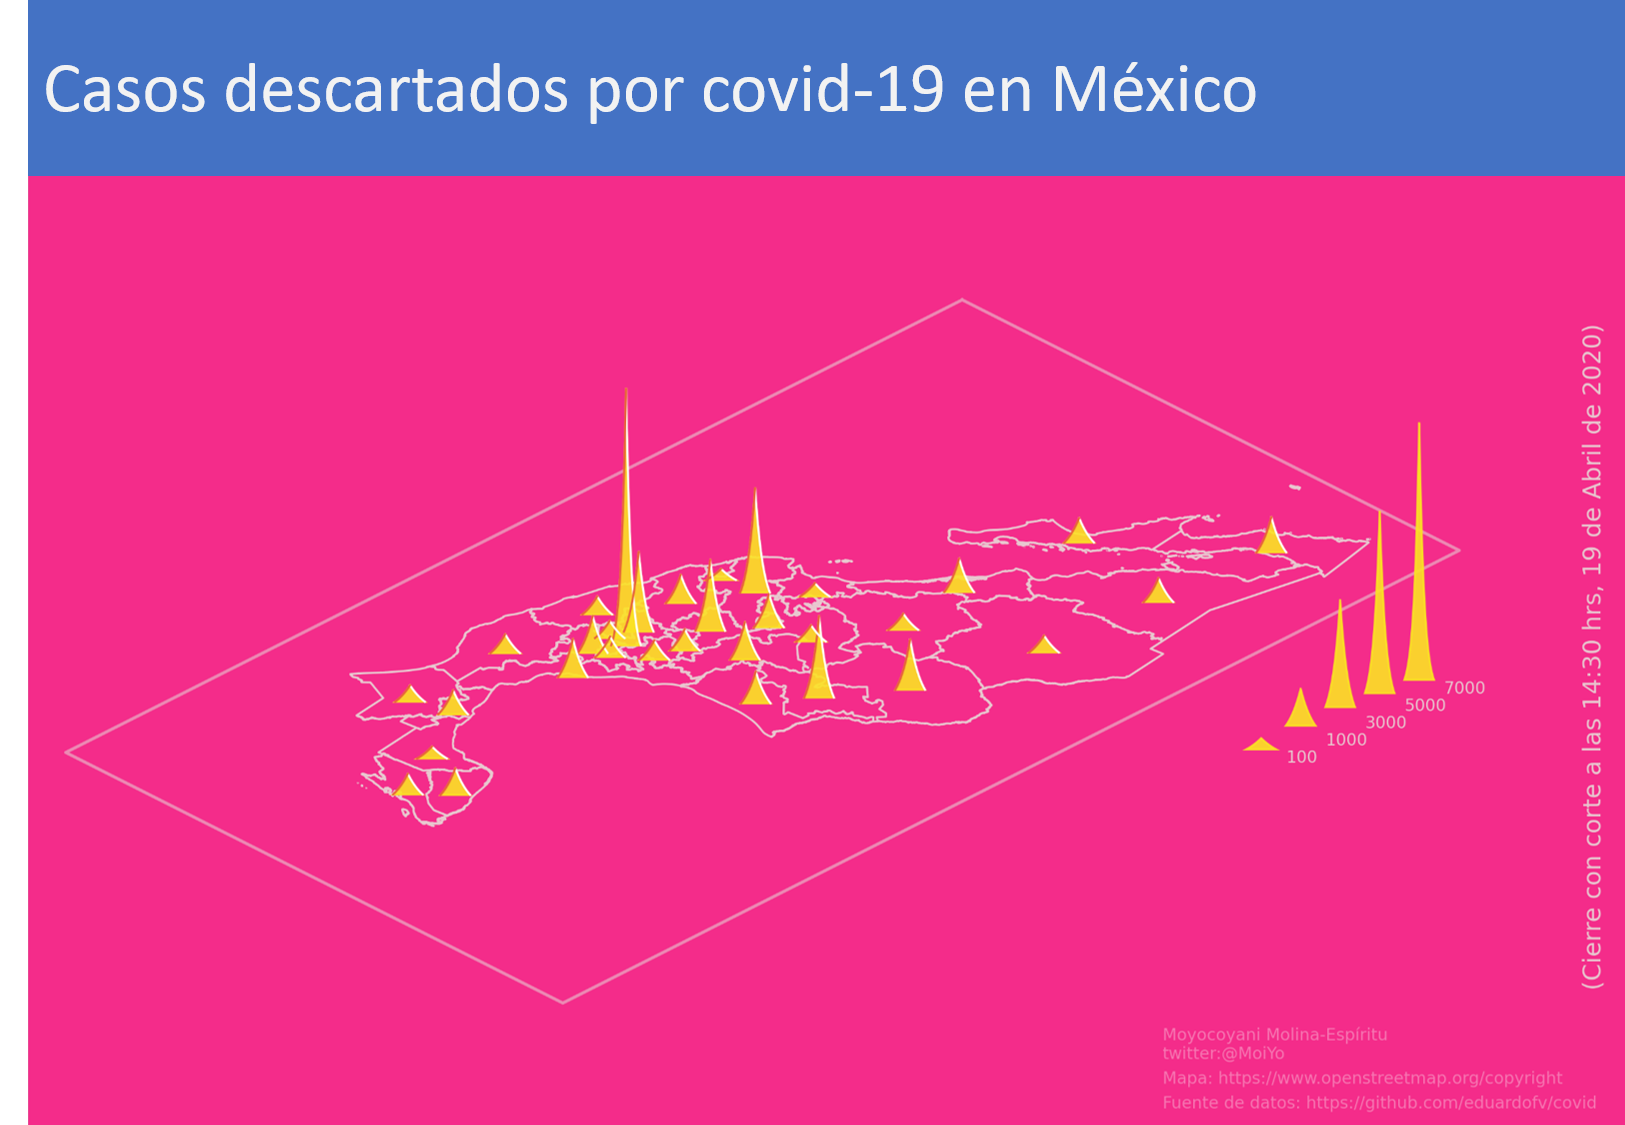 Casos descartados por covid-19 en México
(Cierre con corte a las 14:30 hrs, 19 de Abril de 2020)
7000
5000
3000
1000
100
Moyocoyani Molina-Espíritu
twitter:@MoiYo
Mapa: https://www.openstreetmap.org/copyright
Fuente de datos: https://github.com/eduardofv/covid